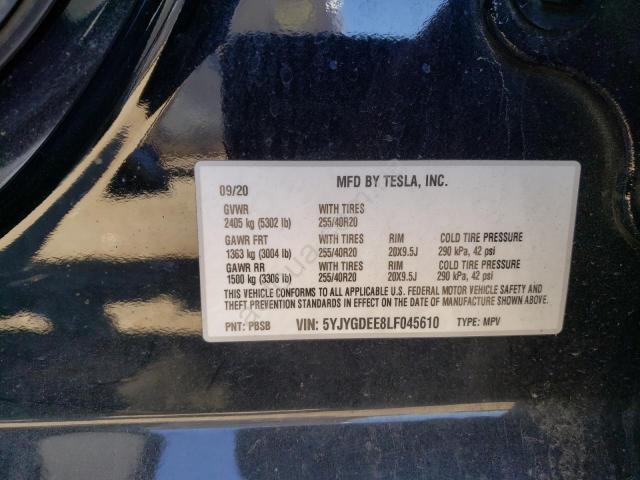 09/20 MFD BY TESLA, INC.
GVWR WITH TIRES
2405 kg (5302 lb) 255/40R20
GAWR FRT WITH TIRES RIM COLD TIRE PRESSURE
1363 kg (3004 lb) 255/40R20 20X9.5J 290 kPa, 42 psi
GAWR RR WITH TIRES RIM COLD TIRE PRESSURE
1500 kg (3306 lb) 255/40R20 20X9.5J 290 kPa, 42 psi
THIS VEHICLE CONFORMS TO ALL APPLICABLE U.S. FEDERAL MOTOR VEHICLE SAFETY AND
THEFT PREVENTION STANDARDS IN EFFECT ON THE DATE OF MANUFACTURE SHOWN ABOVE.
PNT: PBSB VIN: 5YJYGDEE8LF045610 TYPE: MPV